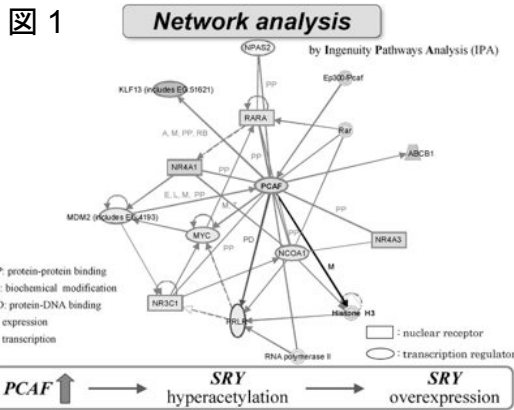 図 1
Network analysis
by Ingenuity Pathways Analysis (IPA)
NPAS2
KLF13 (includes EG:51621)
PP
Ep300/Pcaf
RARA
Rar
A, M, PP, RB
PP
ABCB1
NR4A1
PP
PCAF
E, L, M, PP
M, T
PP
MDM2 (includes EG:4193)
MYC
PD
PP
NR4A3
PP
NCOA1
M
: protein-protein binding
: biochemical modification
: protein-DNA binding
expression
transcription
NR3C1
Histone H3
: nuclear receptor
RNA polymerase II
: transcription regulator
PCAF
SRY
hyperacetylation
SRY
overexpression